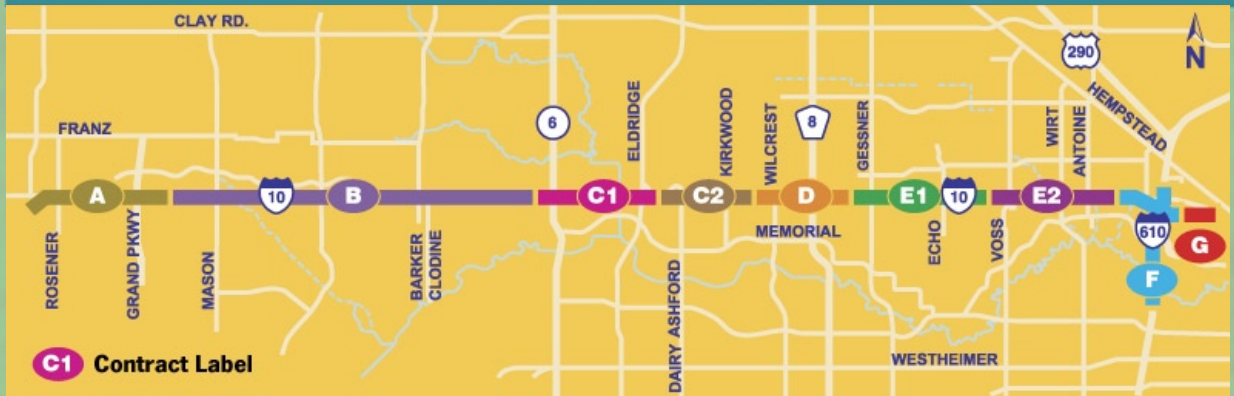 CLAY RD.
N
290
HEMPSTEAD
FRANZ
6
ELDRIDGE
KIRKWOOD
WILCREST
8
GESSNER
WIRT
ANTOINE
A
10
B
C1
C2
D
E1
10
E2
610
G
F
ROSENER
GRAND PKWY
MASON
BARKER
CLODINE
DAIRY ASHFORD
MEMORIAL
ECHO
VOSS
WESTHEIMER
C1 Contract Label